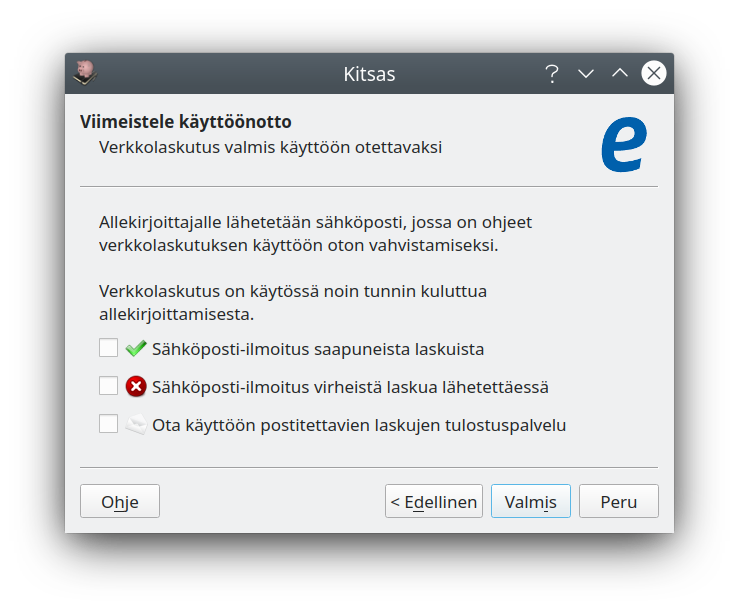 Kitsas
Viimeistele käyttöönotto
Verkkolaskutus valmis käyttöön otettavaksi
e
Allekirjoittajalle lähetetään sähköposti, jossa on ohjeet
verkkolaskutuksen käyttöön oton vahvistamiseksi.
Verkkolaskutus on käytössä noin tunnin kuluttua
allekirjoittamisesta.
Sähköposti-ilmoitus saapuneista laskuista
Sähköposti-ilmoitus virheistä laskua lähetettäessä
Ota käyttöön postitettavien laskujen tulostuspalvelu
Ohje
< Edellinen
Valmis
Peru